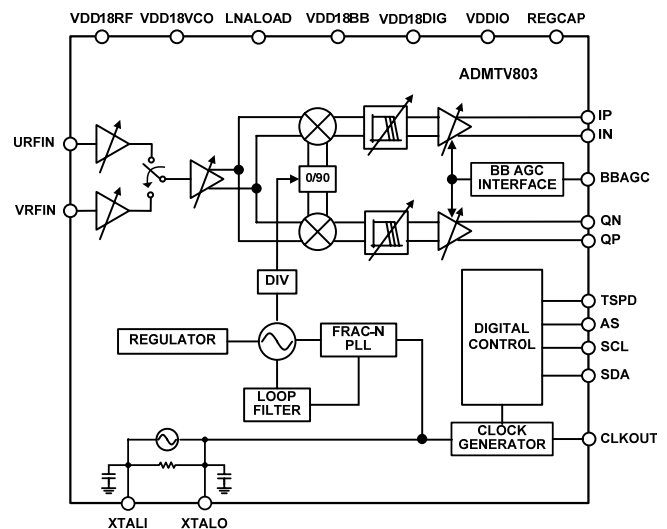 VDD18RF VDD18VCO LNALOAD VDD18BB VDD18DIG VDDIO REGCAP
ADMTV803
IP
IN
URFIN
0/90
BB AGC
INTERFACE
BBAGC
VRFIN
QN
QP
DIV
TSPD
REGULATOR
FRAC-N
PLL
DIGITAL
CONTROL
AS
SCL
SDA
LOOP
FILTER
CLOCK
GENERATOR
CLKOUT
XTALI XTALO